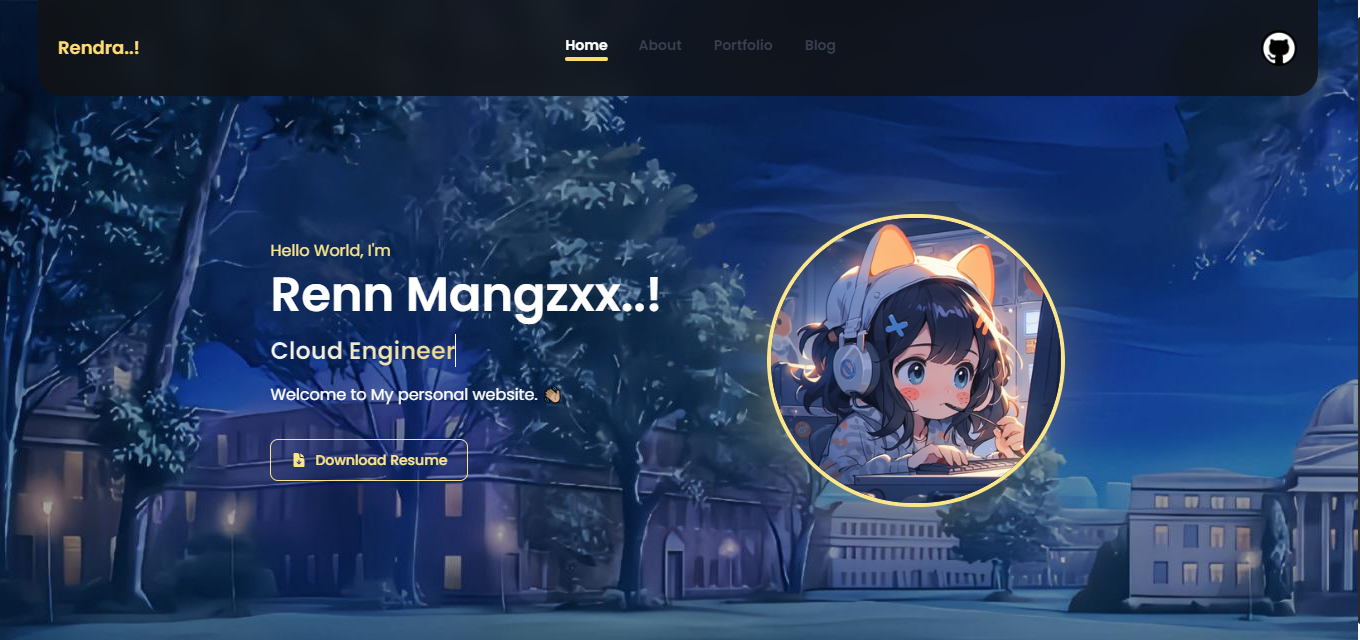 Rendra..!
Home About Portfolio Blog
Hello World, I'm
Renn Mangzxx..!
Cloud Engineer
Welcome to My personal website. 👋🏼
Download Resume